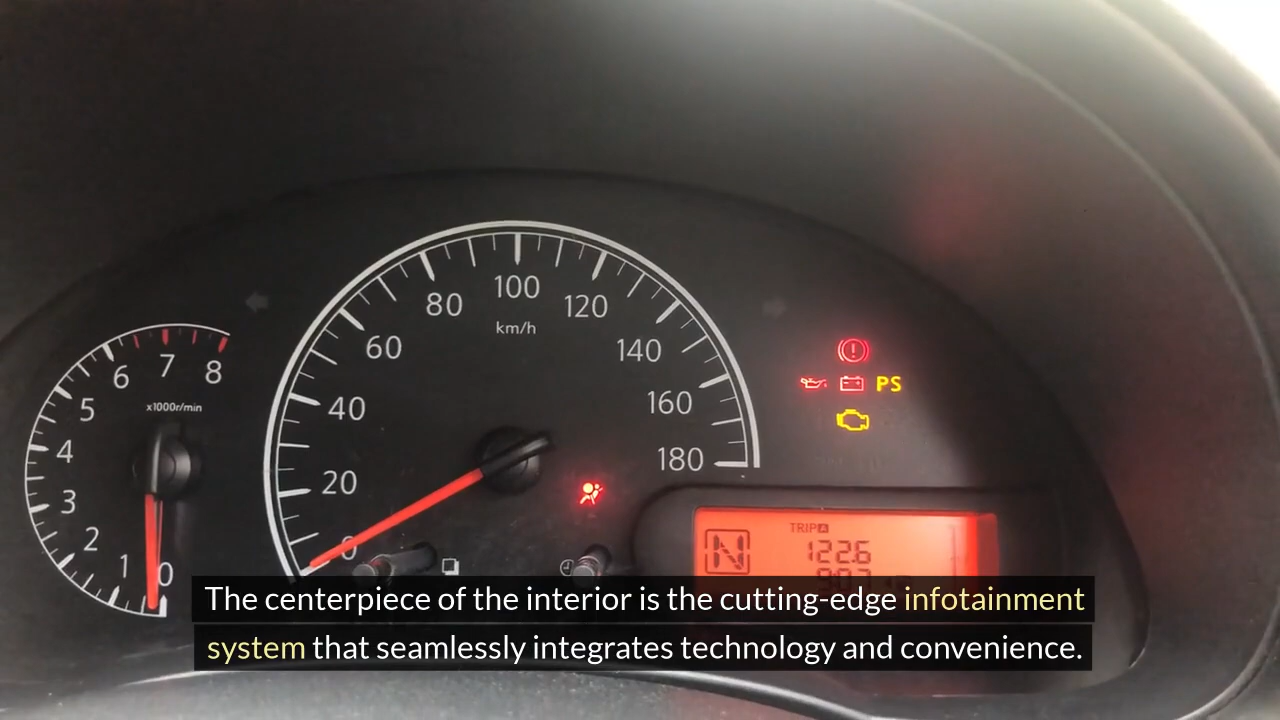 100
80
120
km/h
60
140
6
7
8
x1000r/min
5
40
160
4
PS
180
20
3
TRIP A
2
N
122.6
1
0
0
The centerpiece of the interior is the cutting-edge infotainment
system that seamlessly integrates technology and convenience.